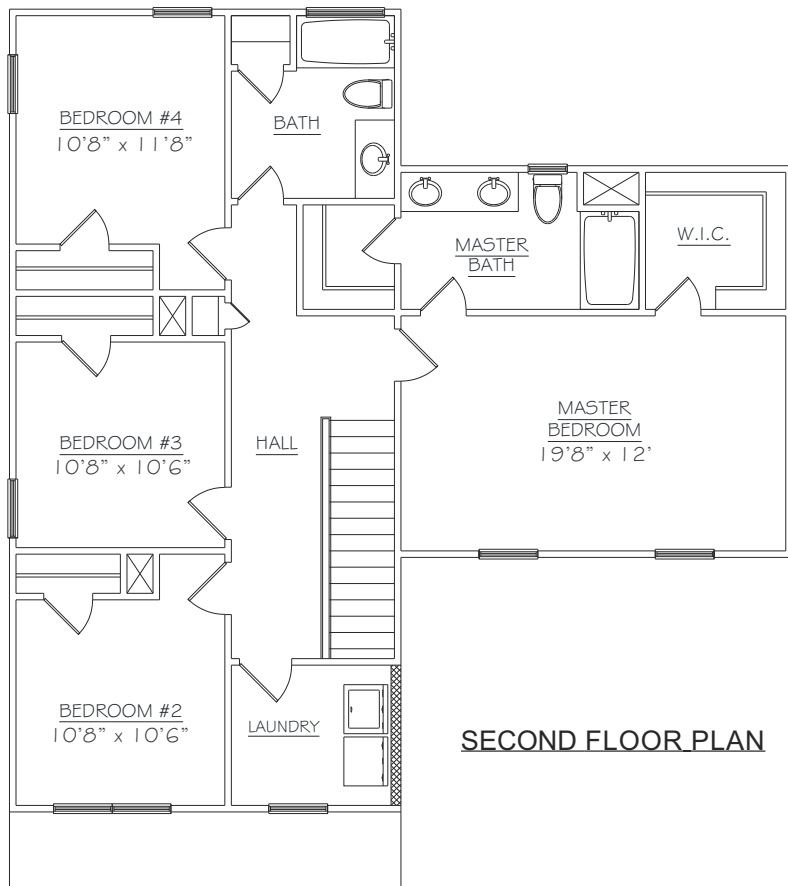 BEDROOM #4
10'8" x 11'8"
BATH
MASTER
BATH
W.I.C.
BEDROOM #3
10'8" x 10'6"
HALL
MASTER
BEDROOM
19'8" x 12'
BEDROOM #2
10'8" x 10'6"
LAUNDRY
SECOND FLOOR PLAN